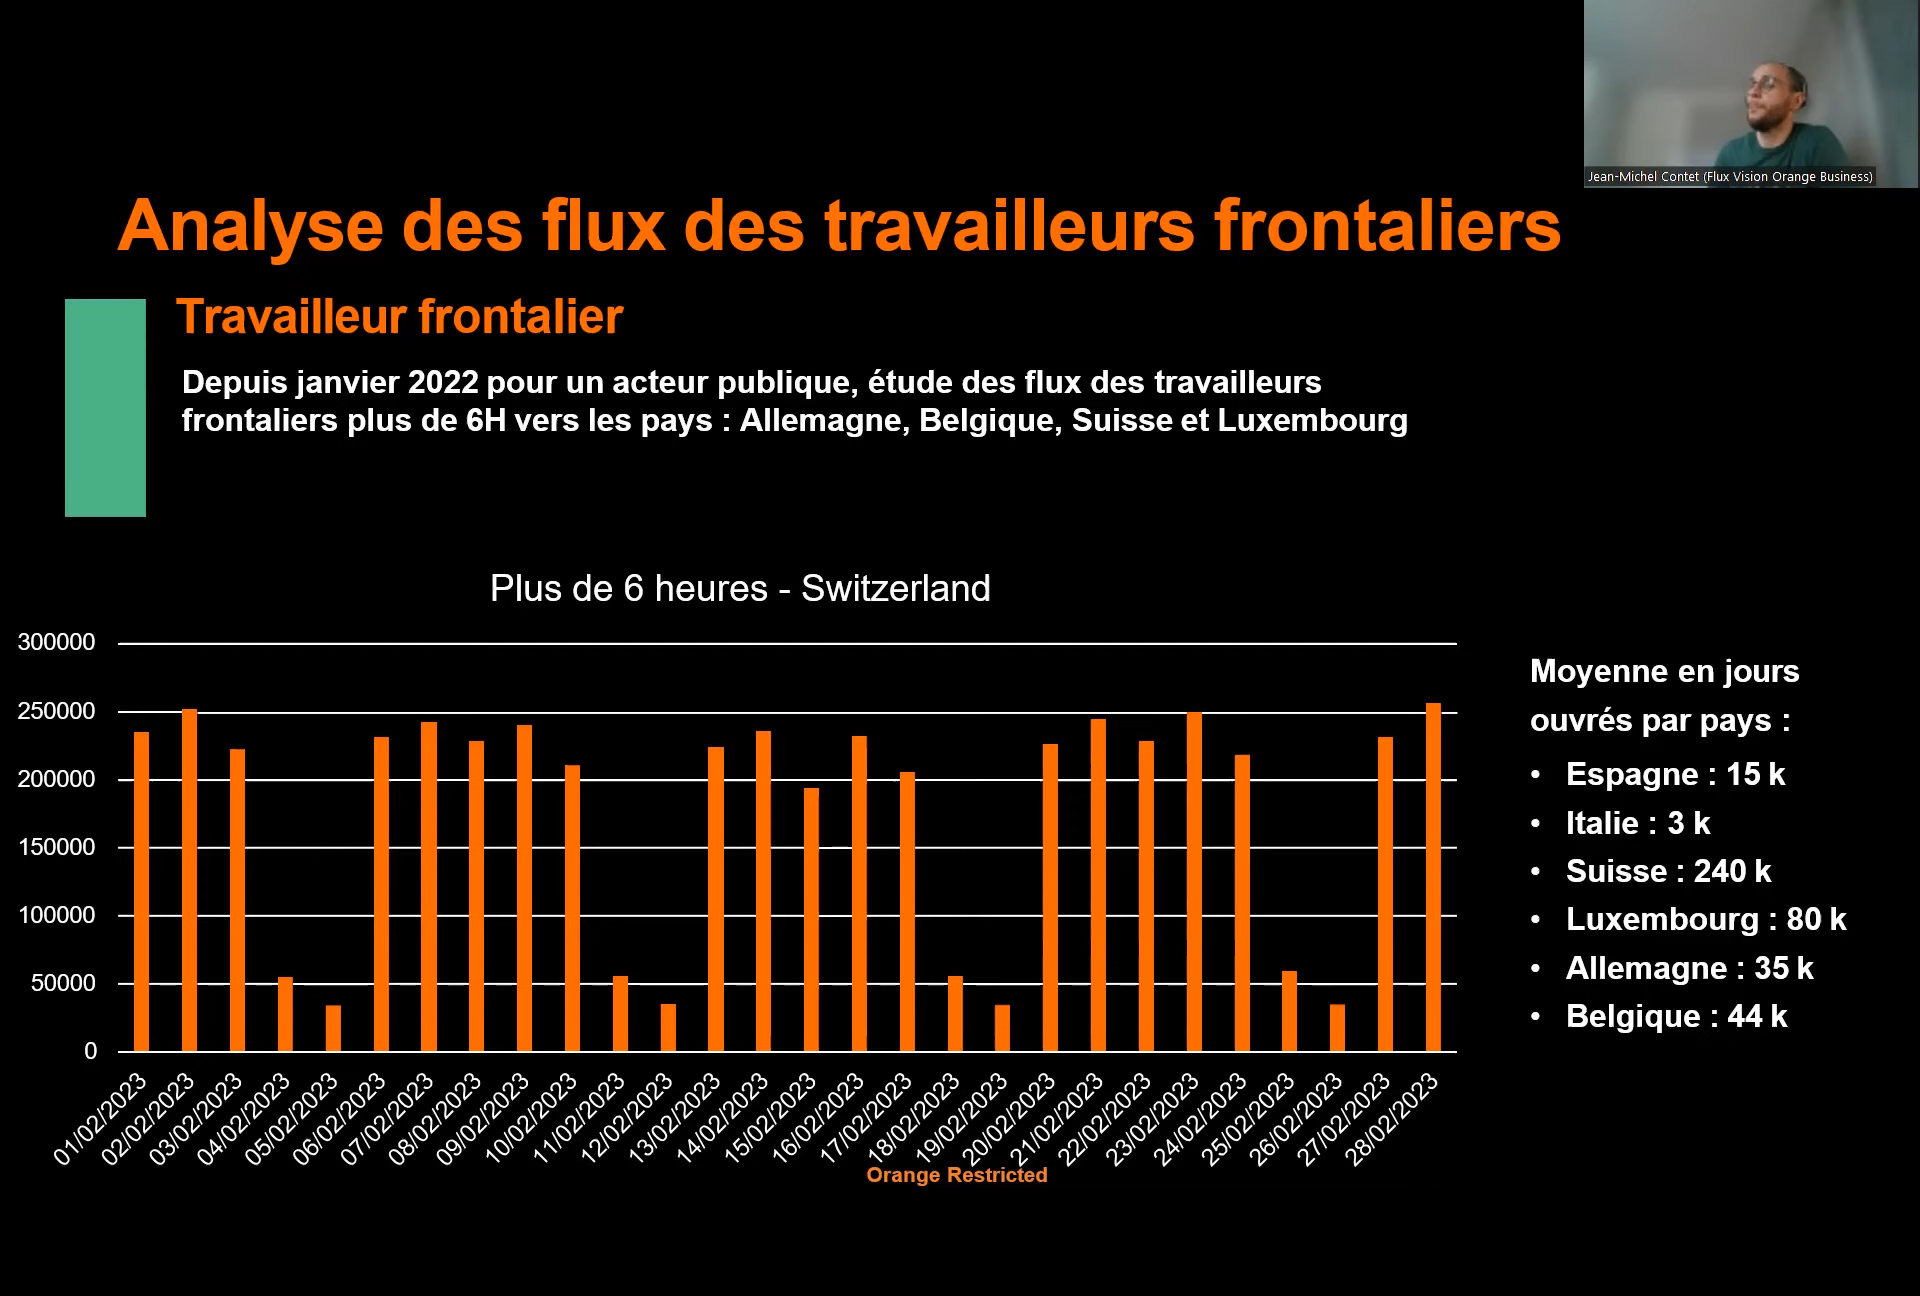 Jean-Michel Contet (Flux Vision Orange Business)
Analyse des flux des travailleurs frontaliers
Travailleur frontalier
Depuis janvier 2022 pour un acteur publique, étude des flux des travailleurs
frontaliers plus de 6H vers les pays : Allemagne, Belgique, Suisse et Luxembourg
Plus de 6 heures - Switzerland
300000
250000
200000
150000
100000
50000
0
01/02/2023
02/02/2023
03/02/2023
04/02/2023
05/02/2023
06/02/2023
07/02/2023
08/02/2023
09/02/2023
10/02/2023
11/02/2023
12/02/2023
13/02/2023
14/02/2023
15/02/2023
16/02/2023
17/02/2023
18/02/2023
19/02/2023
20/02/2023
21/02/2023
22/02/2023
23/02/2023
24/02/2023
25/02/2023
26/02/2023
27/02/2023
28/02/2023
Moyenne en jours
ouvrés par pays :
• Espagne : 15 k
• Italie : 3 k
• Suisse : 240 k
• Luxembourg : 80 k
• Allemagne : 35 k
• Belgique : 44 k
Orange Restricted